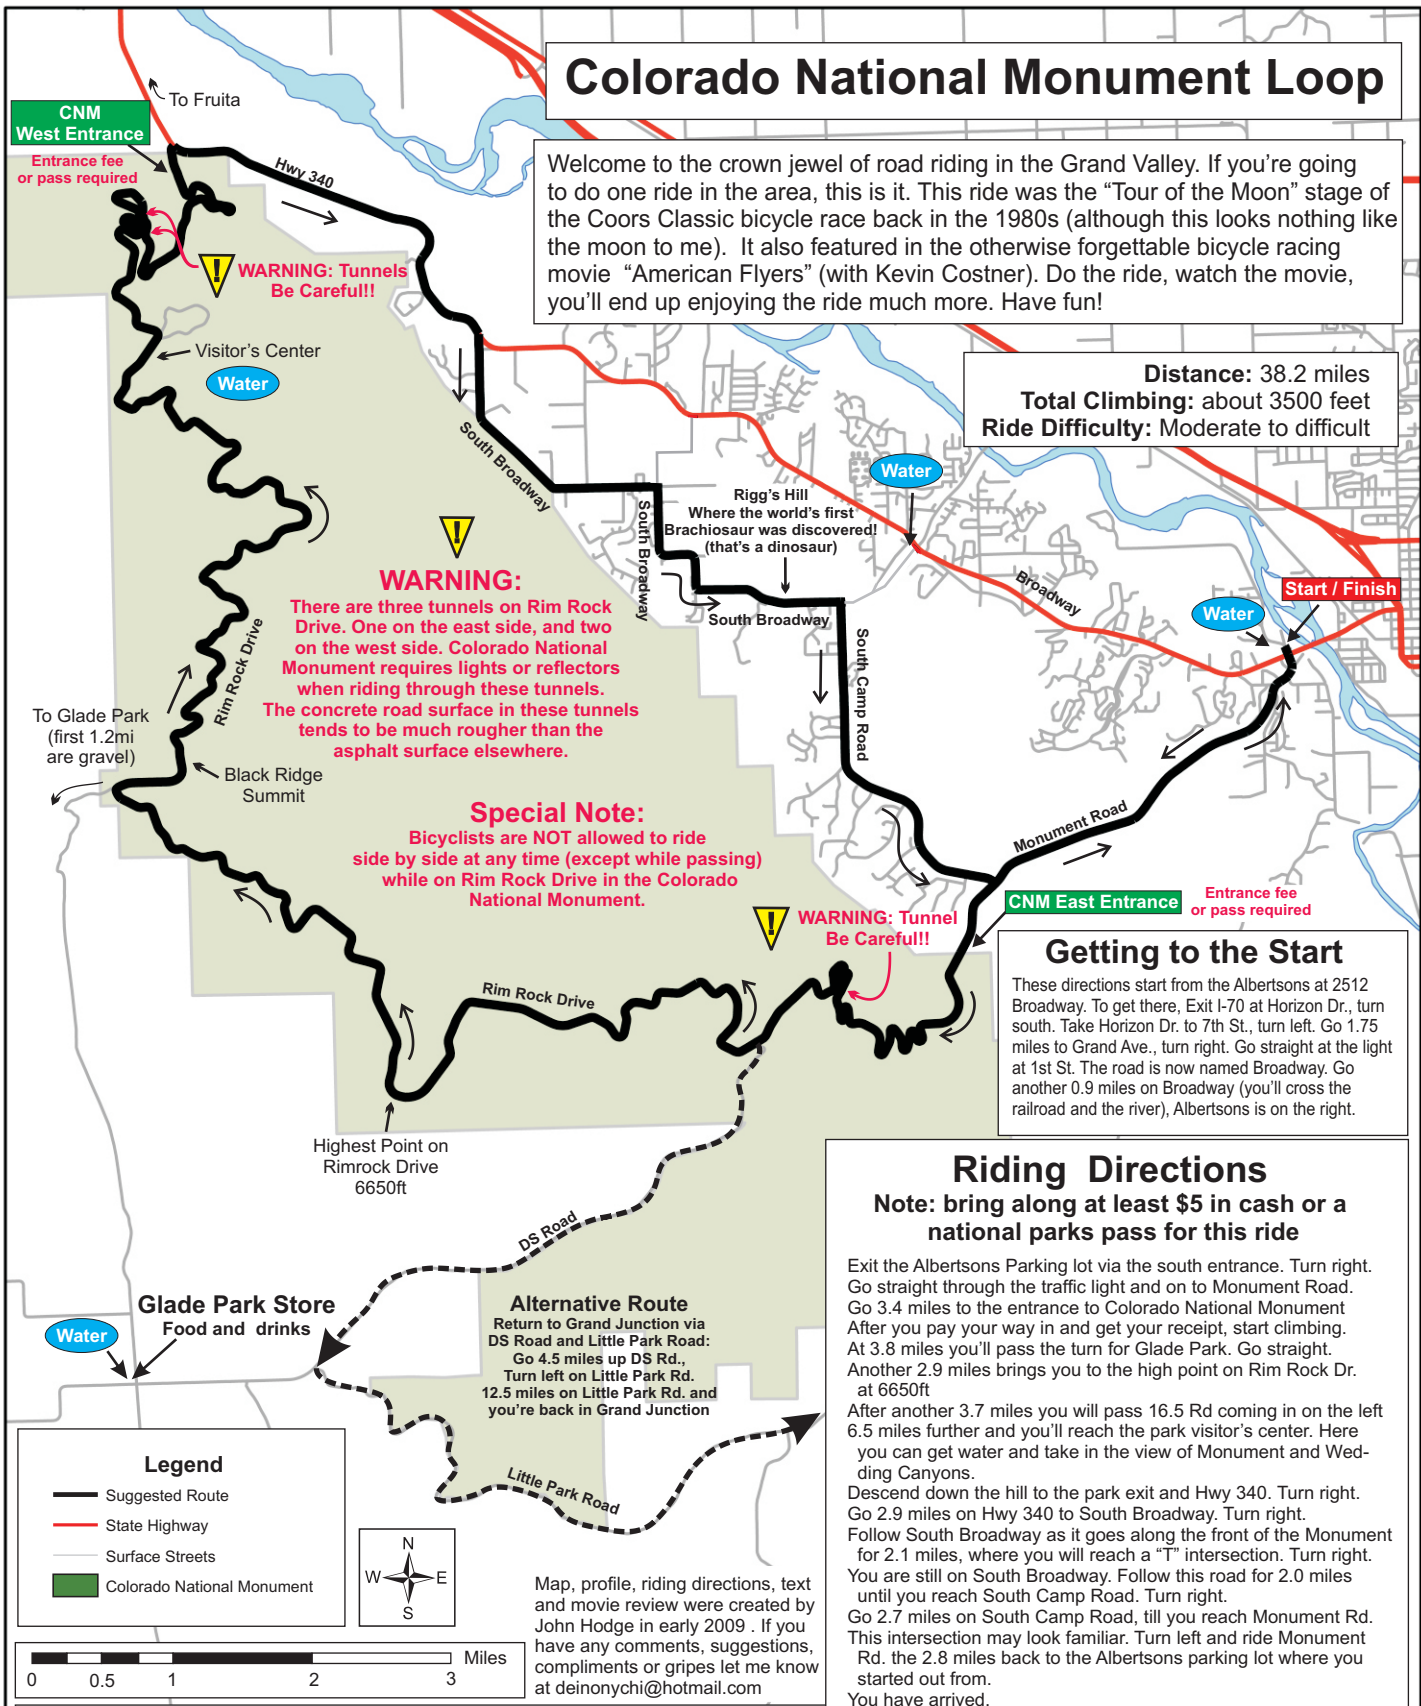 Colorado National Monument Loop
Welcome to the crown jewel of road riding in the Grand Valley. If you’re going
to do one ride in the area, this is it. This ride was the “Tour of the Moon” stage of
the Coors Classic bicycle race back in the 1980s (although this looks nothing like
the moon to me).  It also featured in the otherwise forgettable bicycle racing
movie  “American Flyers” (with Kevin Costner). Do the ride, watch the movie,
you’ll end up enjoying the ride much more. Have fun!
Distance: 38.2 miles
Total Climbing: about 3500 feet
Ride Difficulty: Moderate to difficult
To Fruita
CNM
West Entrance
Entrance fee
or pass required
Hwy 340
WARNING: Tunnels
Be Careful!!
Visitor’s Center
Water
South Broadway
South Broadway
Rigg’s Hill
Where the world’s first
Brachiosaur was discovered!
(that’s a dinosaur)
South Broadway
Water
Broadway
Start / Finish
Water
WARNING:
There are three tunnels on Rim Rock
Drive. One on the east side, and two
on the west side. Colorado National
Monument requires lights or reflectors
when riding through these tunnels.
The concrete road surface in these tunnels
tends to be much rougher than the
asphalt surface elsewhere.
South Camp Road
Rim Rock Drive
To Glade Park
(first 1.2mi
are gravel)
Black Ridge
Summit
Special Note:
Bicyclists are NOT allowed to ride
side by side at any time (except while passing)
while on Rim Rock Drive in the Colorado
National Monument.
Monument Road
CNM East Entrance
Entrance fee
or pass required
WARNING: Tunnel
Be Careful!!
Rim Rock Drive
Getting to the Start
These directions start from the Albertsons at 2512
Broadway. To get there, Exit I-70 at Horizon Dr., turn
south. Take Horizon Dr. to 7th St., turn left. Go 1.75
miles to Grand Ave., turn right. Go straight at the light
at 1st St. The road is now named Broadway. Go
another 0.9 miles on Broadway (you’ll cross the
railroad and the river), Albertsons is on the right.
Highest Point on
Rimrock Drive
6650ft
DS Road
Glade Park Store
Food and  drinks
Water
Alternative Route
Return to Grand Junction via
DS Road and Little Park Road:
Go 4.5 miles up DS Rd.,
Turn left on Little Park Rd.
12.5 miles on Little Park Rd. and
you’re back in Grand Junction
Little Park Road
Riding  Directions
Note: bring along at least $5 in cash or a
national parks pass for this ride
Exit the Albertsons Parking lot via the south entrance. Turn right.
Go straight through the traffic light and on to Monument Road.
Go 3.4 miles to the entrance to Colorado National Monument
After you pay your way in and get your receipt, start climbing.
At 3.8 miles you’ll pass the turn for Glade Park. Go straight.
Another 2.9 miles brings you to the high point on Rim Rock Dr.
at 6650ft
After another 3.7 miles you will pass 16.5 Rd coming in on the left
6.5 miles further and you’ll reach the park visitor’s center. Here
you can get water and take in the view of Monument and Wed-
ding Canyons.
Descend down the hill to the park exit and Hwy 340. Turn right.
Go 2.9 miles on Hwy 340 to South Broadway. Turn right.
Follow South Broadway as it goes along the front of the Monument
for 2.1 miles, where you will reach a “T” intersection. Turn right.
You are still on South Broadway. Follow this road for 2.0 miles
until you reach South Camp Road. Turn right.
Go 2.7 miles on South Camp Road, till you reach Monument Rd.
This intersection may look familiar. Turn left and ride Monument
Rd. the 2.8 miles back to the Albertsons parking lot where you
started out from.
You have arrived.
Legend
Suggested Route
State Highway
Surface Streets
Colorado National Monument
N
W E
S
Map, profile, riding directions, text
and movie review were created by
John Hodge in early 2009 . If you
have any comments, suggestions,
compliments or gripes let me know
at deinonychi@hotmail.com
Miles
0 0.5 1 2 3